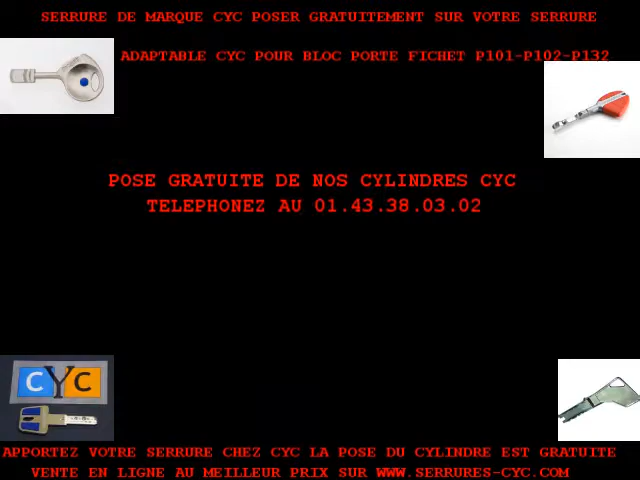 SERRURE DE MARQUE CYC POSER GRATUITEMENT SUR VOTRE SERRURE
ADAPTABLE CYC POUR BLOC PORTE FICHET P101-P102-P132
POSE GRATUITE DE NOS CYLINDRES CYC
TELEPHONEZ AU 01.43.38.03.02
CYC
APPORTEZ VOTRE SERRURE CHEZ CYC LA POSE DU CYLINDRE EST GRATUITE
VENTE EN LIGNE AU MEILLEUR PRIX SUR WWW.SERRURES-CYC.COM